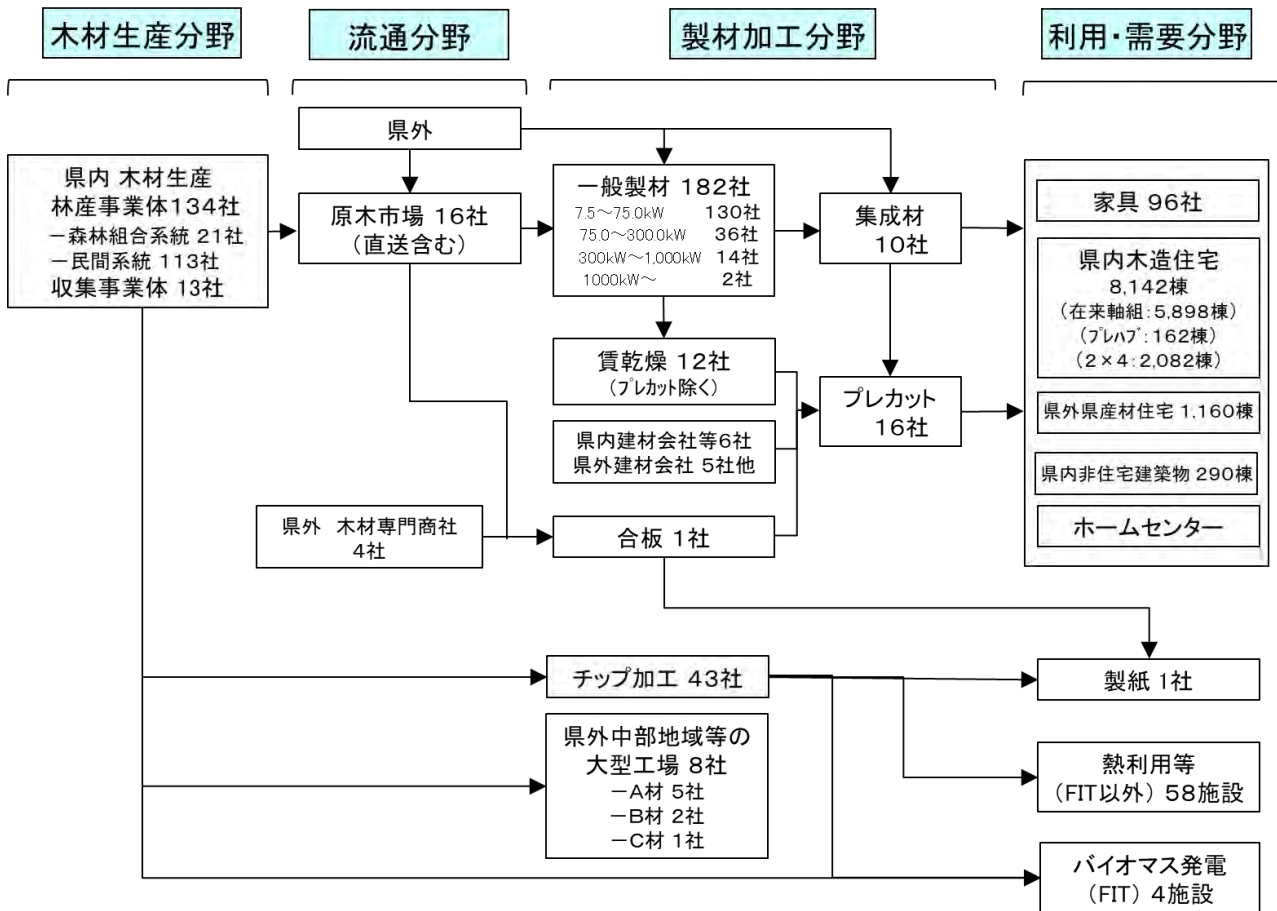 木材生産分野
流通分野
製材加工分野
利用・需要分野
県内 木材生産
林産事業体134社
－森林組合系統 21社
－民間系統 113社
収集事業体 13社
県外
原木市場 16社
（直送含む）
県外　木材専門商社
4社
一般製材 182社
7.5～75.0kW 130社
75.0～300.0kW 36社
300kW～1,000kW 14社
1000kW～ 2社
賃乾燥 12社
（プレカット除く）
県内建材会社等6社
県外建材会社 5社他
合板 1社
チップ加工 43社
県外中部地域等の
大型工場 8社
－A材 5社
－B材 2社
－C材 1社
集成材
10社
プレカット
16社
家具 96社
県内木造住宅
8,142棟
（在来軸組：5,898棟）
（プレハブ：162棟）
（2×4：2,082棟）
県外県産材住宅 1,160棟
県内非住宅建築物 290棟
ホームセンター
製紙 1社
熱利用等
（FIT以外） 58施設
バイオマス発電
（FIT） 4施設